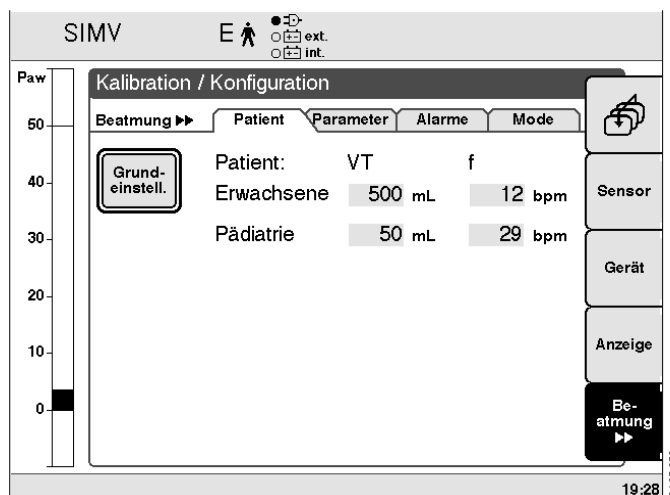 SIMV E
ext.
int.
Paw
50
40
30
20
10
0
Kalibration / Konfiguration
Beatmung Patient Parameter Alarme Mode
Grund-
einstell.
Patient: VT f
Erwachsene 500 mL 12 bpm
Pädiatrie 50 mL 29 bpm
Sensor
Gerät
Anzeige
Be-
atmung
19:28